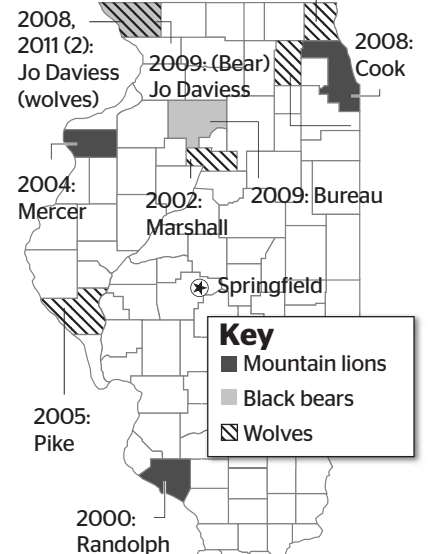 2008,
2011 (2):
Jo Daviess
(wolves)
2009: (Bear)
Jo Daviess
2008:
Cook
2004:
Mercer
2002:
Marshall
2009: Bureau
Springfield
Key
Mountain lions
Black bears
Wolves
2005:
Pike
2000:
Randolph